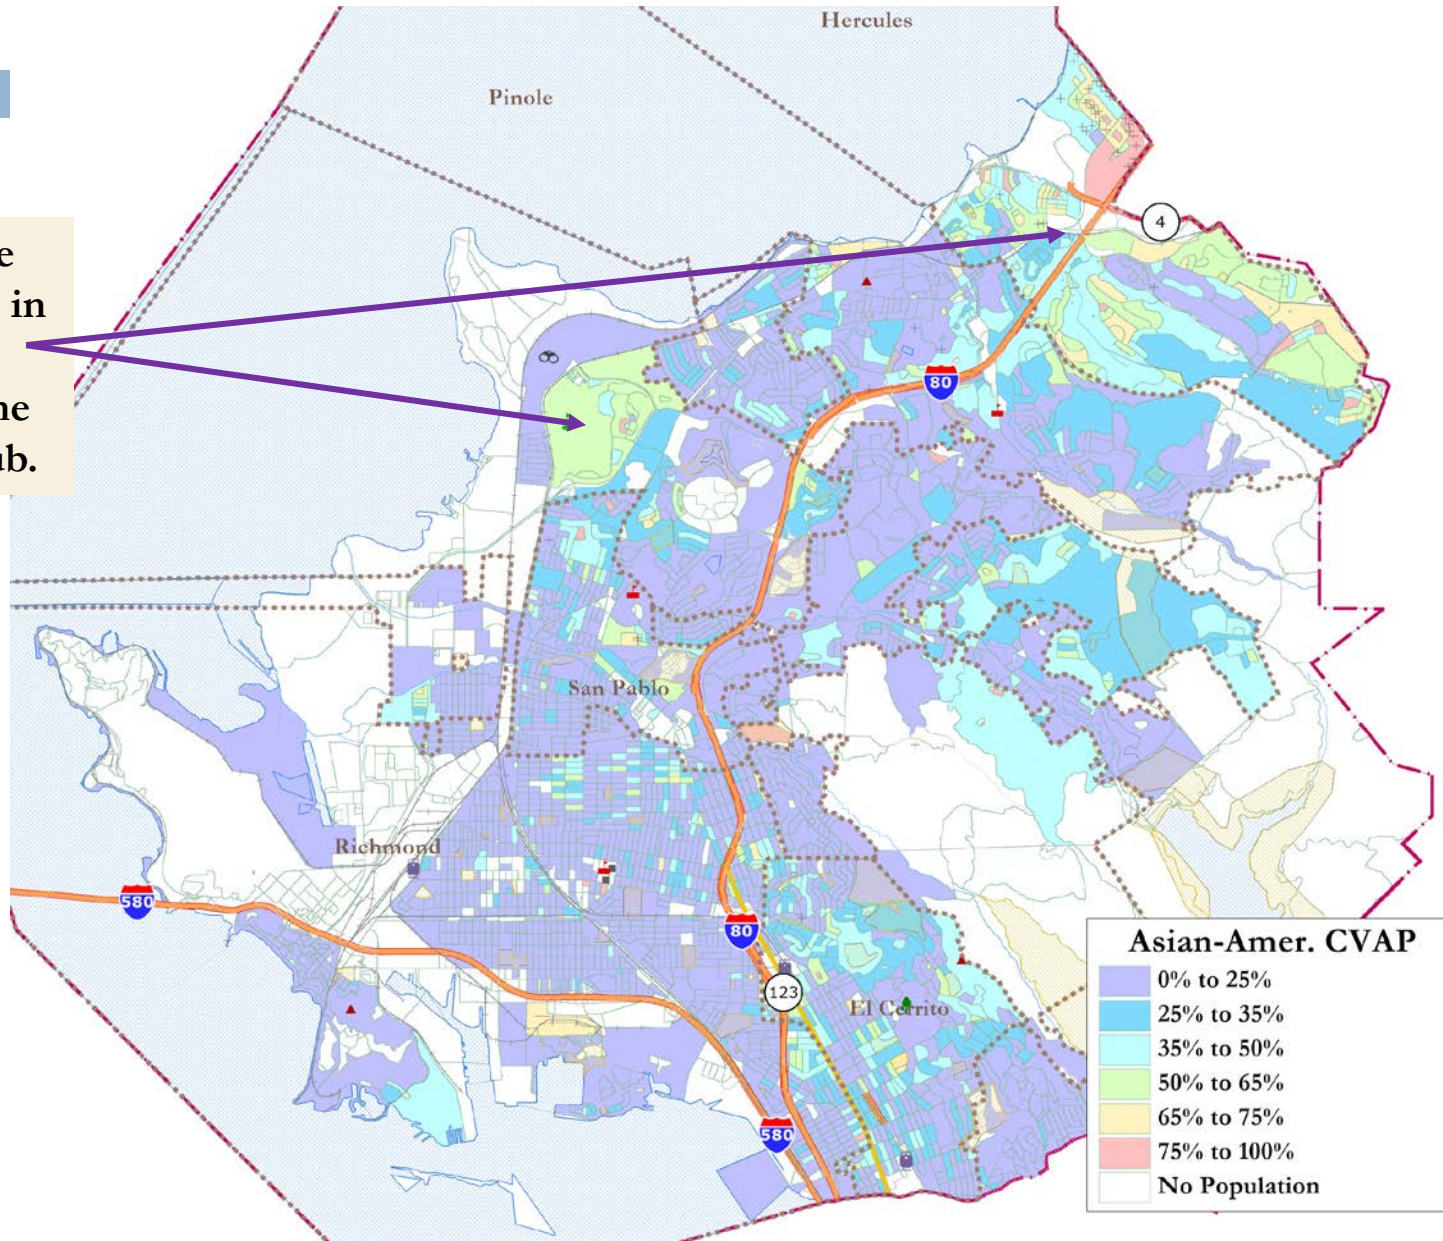 Hercules
Pinole
4
e
in
80
ne
ub.
San Pablo
Richmond
580
80
123
El Cerrito
580
Asian-Amer. CVAP
0% to 25%
25% to 35%
35% to 50%
50% to 65%
65% to 75%
75% to 100%
No Population